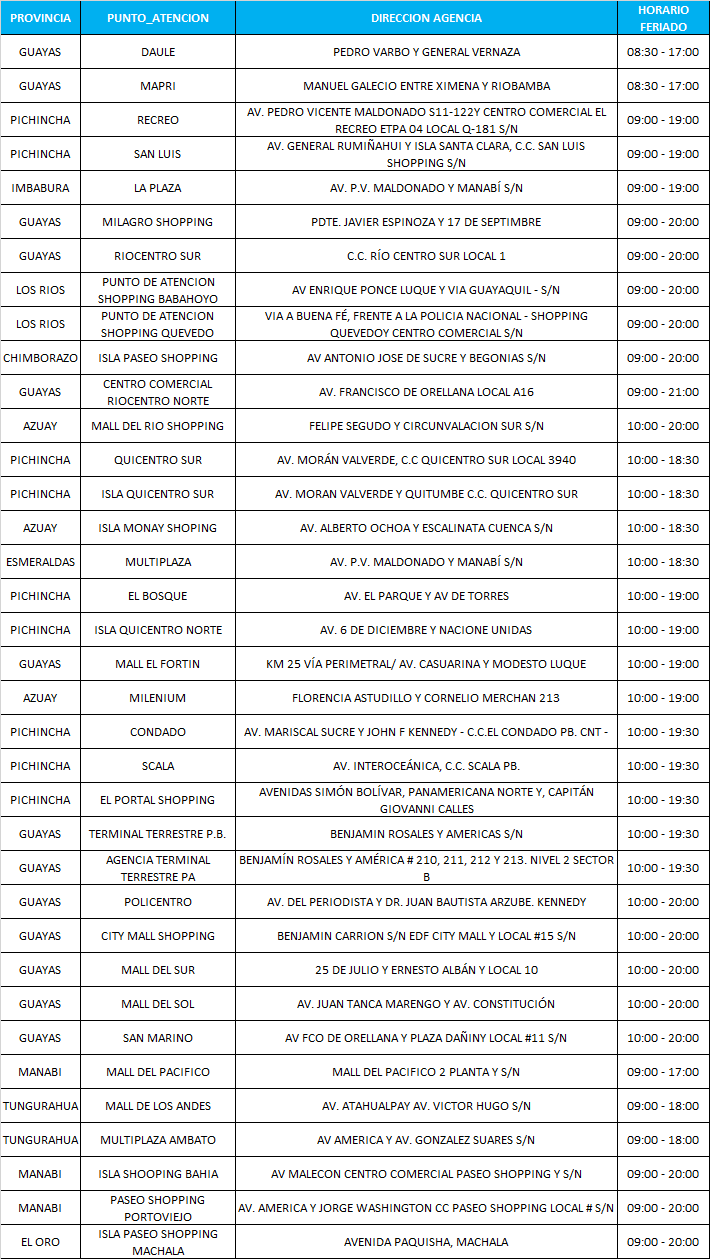 PROVINCIA PUNTO_ATENCION DIRECCION AGENCIA HORARIO FERIADO
GUAYAS DAULE PEDRO VARBO Y GENERAL VERNAZA 08:30 - 17:00
GUAYAS MAPRI MANUEL GALECIO ENTRE XIMENA Y RIOBAMBA 08:30 - 17:00
PICHINCHA RECREO AV. PEDRO VICENTE MALDONADO S11-122Y CENTRO COMERCIAL EL RECREO ETPA 04 LOCAL Q-181 S/N 09:00 - 19:00
PICHINCHA SAN LUIS AV. GENERAL RUMIÑAHUI Y ISLA SANTA CLARA, C.C. SAN LUIS SHOPPING S/N 09:00 - 19:00
IMBABURA LA PLAZA AV. P.V. MALDONADO Y MANABÍ S/N 09:00 - 19:00
GUAYAS MILAGRO SHOPPING PDTE. JAVIER ESPINOZA Y 17 DE SEPTIMBRE 09:00 - 20:00
GUAYAS RIOCENTRO SUR C.C. RÍO CENTRO SUR LOCAL 1 09:00 - 20:00
LOS RIOS PUNTO DE ATENCION SHOPPING BABAHOYO AV ENRIQUE PONCE LUQUE Y VIA GUAYAQUIL - S/N 09:00 - 20:00
LOS RIOS PUNTO DE ATENCION SHOPPING QUEVEDO VIA A BUENA FÉ, FRENTE A LA POLICIA NACIONAL - SHOPPING QUEVEDOY CENTRO COMERCIAL S/N 09:00 - 20:00
CHIMBORAZO ISLA PASEO SHOPPING AV ANTONIO JOSE DE SUCRE Y BEGONIAS S/N 09:00 - 20:00
GUAYAS CENTRO COMERCIAL RIOCENTRO NORTE AV. FRANCISCO DE ORELLANA LOCAL A16 09:00 - 21:00
AZUAY MALL DEL RIO SHOPPING FELIPE SEGUDO Y CIRCUNVALACION SUR S/N 10:00 - 20:00
PICHINCHA QUICENTRO SUR AV. MORÁN VALVERDE, C.C QUICENTRO SUR LOCAL 3940 10:00 - 18:30
PICHINCHA ISLA QUICENTRO SUR AV. MORAN VALVERDE Y QUITUMBE C.C. QUICENTRO SUR 10:00 - 18:30
AZUAY ISLA MONAY SHOPING AV. ALBERTO OCHOA Y ESCALINATA CUENCA S/N 10:00 - 18:30
ESMERALDAS MULTIPLAZA AV. P.V. MALDONADO Y MANABÍ S/N 10:00 - 18:30
PICHINCHA EL BOSQUE AV. EL PARQUE Y AV DE TORRES 10:00 - 19:00
PICHINCHA ISLA QUICENTRO NORTE AV. 6 DE DICIEMBRE Y NACIONE UNIDAS 10:00 - 19:00
GUAYAS MALL EL FORTIN KM 25 VÍA PERIMETRAL/ AV. CASUARINA Y MODESTO LUQUE 10:00 - 19:00
AZUAY MILENIUM FLORENCIA ASTUDILLO Y CORNELIO MERCHAN 213 10:00 - 19:00
PICHINCHA CONDADO AV. MARISCAL SUCRE Y JOHN F KENNEDY - C.C.EL CONDADO PB. CNT - 10:00 - 19:30
PICHINCHA SCALA AV. INTEROCEÁNICA, C.C. SCALA PB. 10:00 - 19:30
PICHINCHA EL PORTAL SHOPPING AVENIDAS SIMÓN BOLÍVAR, PANAMERICANA NORTE Y, CAPITÁN GIOVANNI CALLES 10:00 - 19:30
GUAYAS TERMINAL TERRESTRE P.B. BENJAMIN ROSALES Y AMERICAS S/N 10:00 - 19:30
GUAYAS AGENCIA TERMINAL TERRESTRE PA BENJAMÍN ROSALES Y AMÉRICA # 210, 211, 212 Y 213. NIVEL 2 SECTOR B 10:00 - 19:30
GUAYAS POLICENTRO AV. DEL PERIODISTA Y DR. JUAN BAUTISTA ARZUBE. KENNEDY 10:00 - 20:00
GUAYAS CITY MALL SHOPPING BENJAMIN CARRION S/N EDF CITY MALL Y LOCAL #15 S/N 10:00 - 20:00
GUAYAS MALL DEL SUR 25 DE JULIO Y ERNESTO ALBÁN Y LOCAL 10 10:00 - 20:00
GUAYAS MALL DEL SOL AV. JUAN TANCA MARENGO Y AV. CONSTITUCIÓN 10:00 - 20:00
GUAYAS SAN MARINO AV FCO DE ORELLANA Y PLAZA DAÑINY LOCAL #11 S/N 10:00 - 20:00
MANABI MALL DEL PACIFICO MALL DEL PACIFICO 2 PLANTA Y S/N 09:00 - 17:00
TUNGURAHUA MALL DE LOS ANDES AV. ATAHUALPAY AV. VICTOR HUGO S/N 09:00 - 18:00
TUNGURAHUA MULTIPLAZA AMBATO AV AMERICA Y AV. GONZALEZ SUARES S/N 09:00 - 18:00
MANABI ISLA SHOOPING BAHIA AV MALECON CENTRO COMERCIAL PASEO SHOPPING Y S/N 09:00 - 20:00
MANABI PASEO SHOPPING PORTOVIEJO AV. AMERICA Y JORGE WASHINGTON CC PASEO SHOPPING LOCAL # S/N 09:00 - 20:00
EL ORO ISLA PASEO SHOPPING MACHALA AVENIDA PAQUISHA, MACHALA 09:00 - 20:00